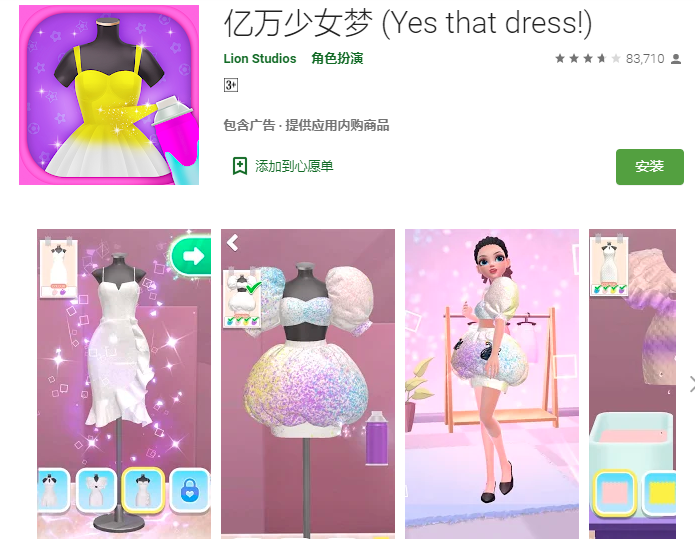 亿万少女梦 (Yes that dress!)
Lion Studios 角色扮演
83,710
3+
包含广告 · 提供应用内购商品
添加到心愿单
安装